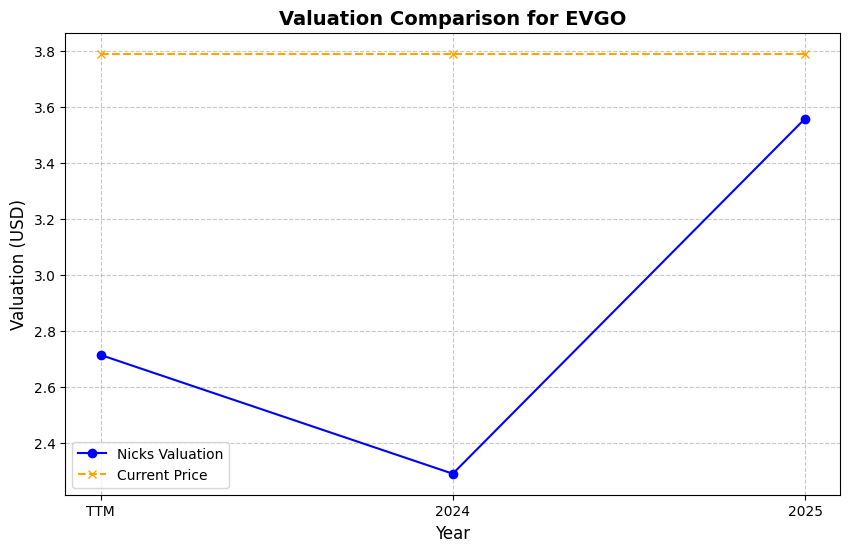 Valuation Comparison for EVGO
Valuation (USD)
3.8
3.6
3.4
3.2
3.0
2.8
2.6
2.4
Nicks Valuation
Current Price
TTM 2024 2025
Year